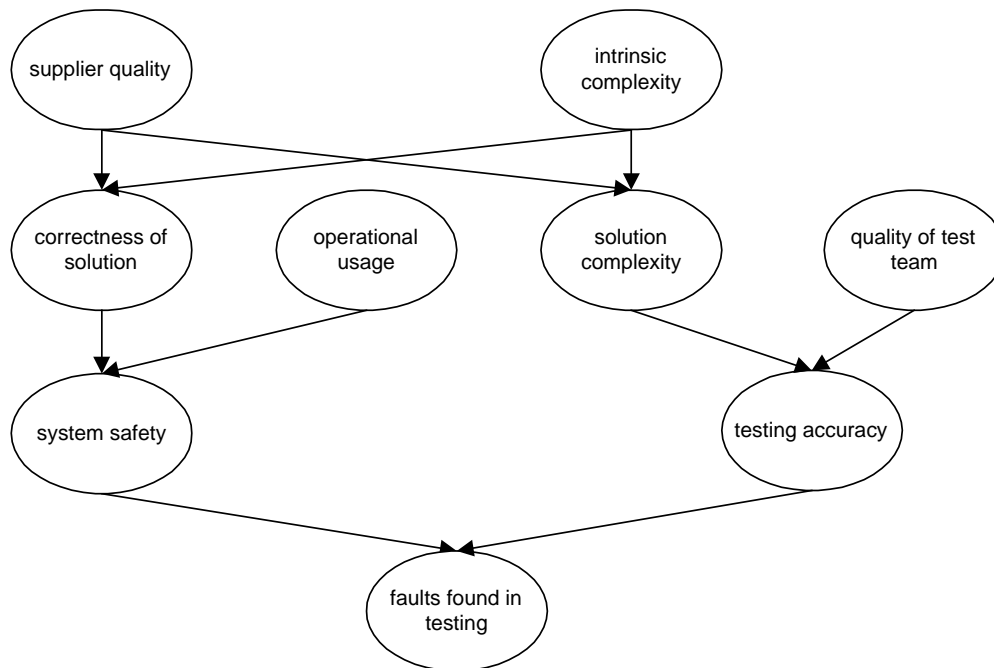 supplier quality
intrinsic
complexity
correctness of
solution
operational
usage
solution
complexity
quality of test
team
system safety
testing accuracy
faults found in
testing